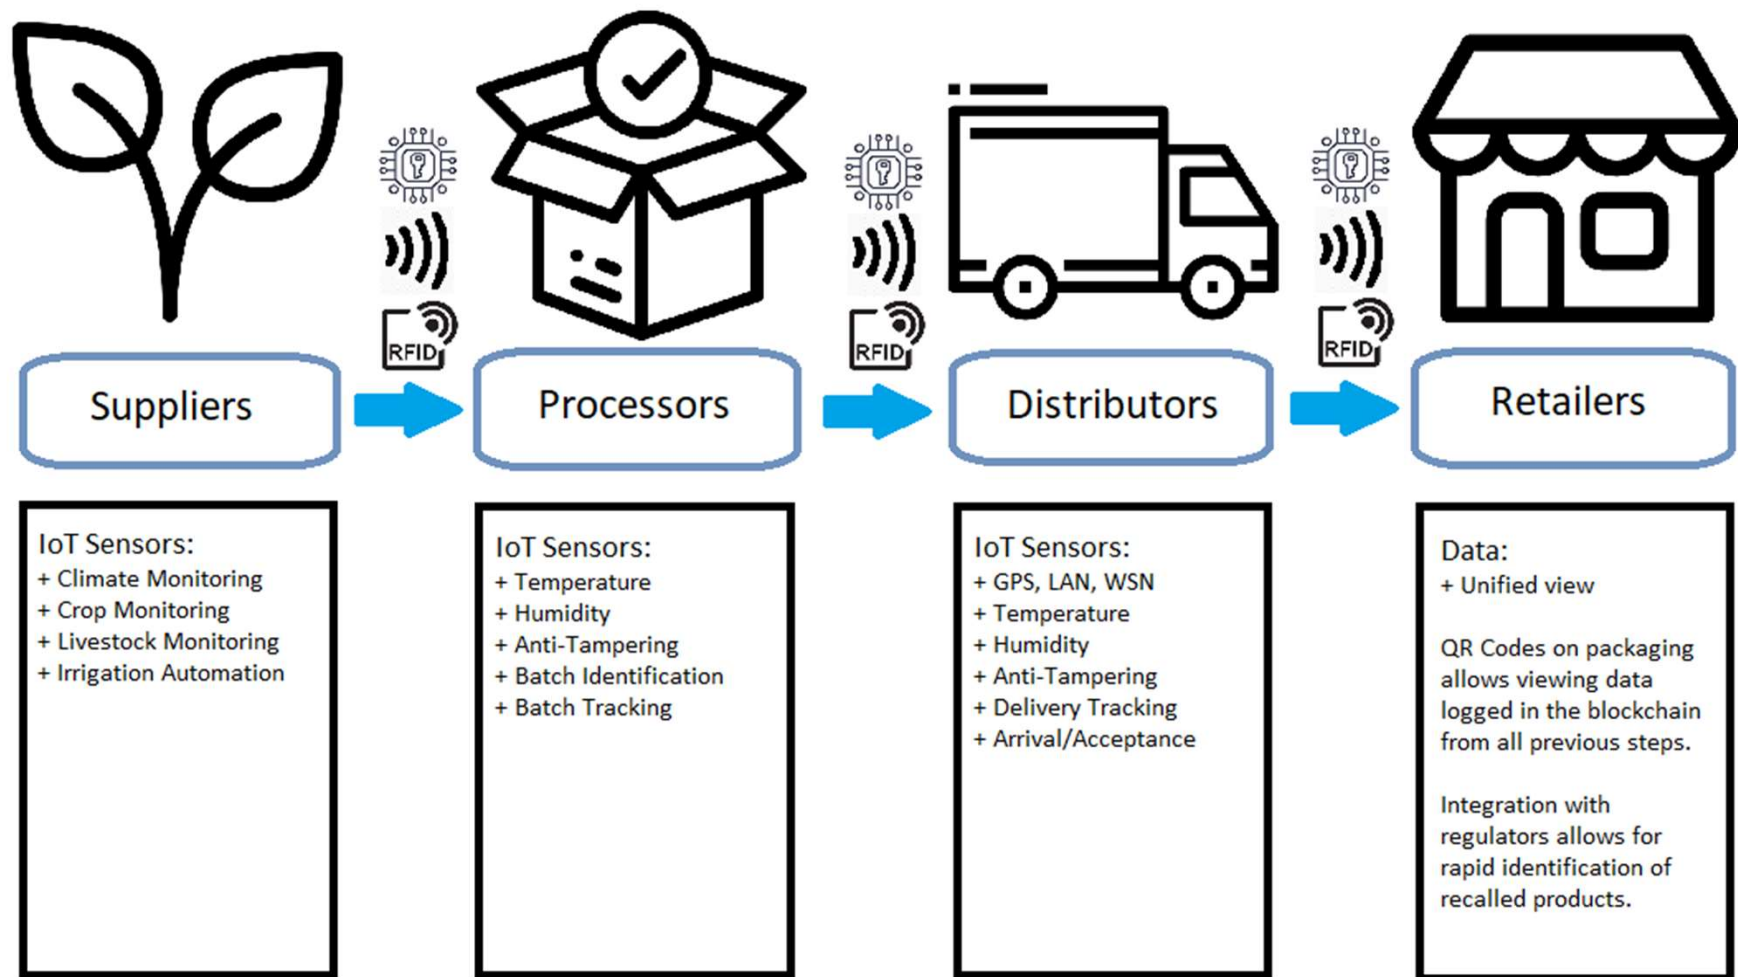 RFID
RFID
RFID
Suppliers
Processors
Distributors
Retailers
IoT Sensors:
+ Climate Monitoring
+ Crop Monitoring
+ Livestock Monitoring
+ Irrigation Automation
IoT Sensors:
+ Temperature
+ Humidity
+ Anti-Tampering
+ Batch Identification
+ Batch Tracking
IoT Sensors:
+ GPS, LAN, WSN
+ Temperature
+ Humidity
+ Anti-Tampering
+ Delivery Tracking
+ Arrival/Acceptance
Data:
+ Unified view
QR Codes on packaging
allows viewing data
logged in the blockchain
from all previous steps.
Integration with
regulators allows for
rapid identification of
recalled products.